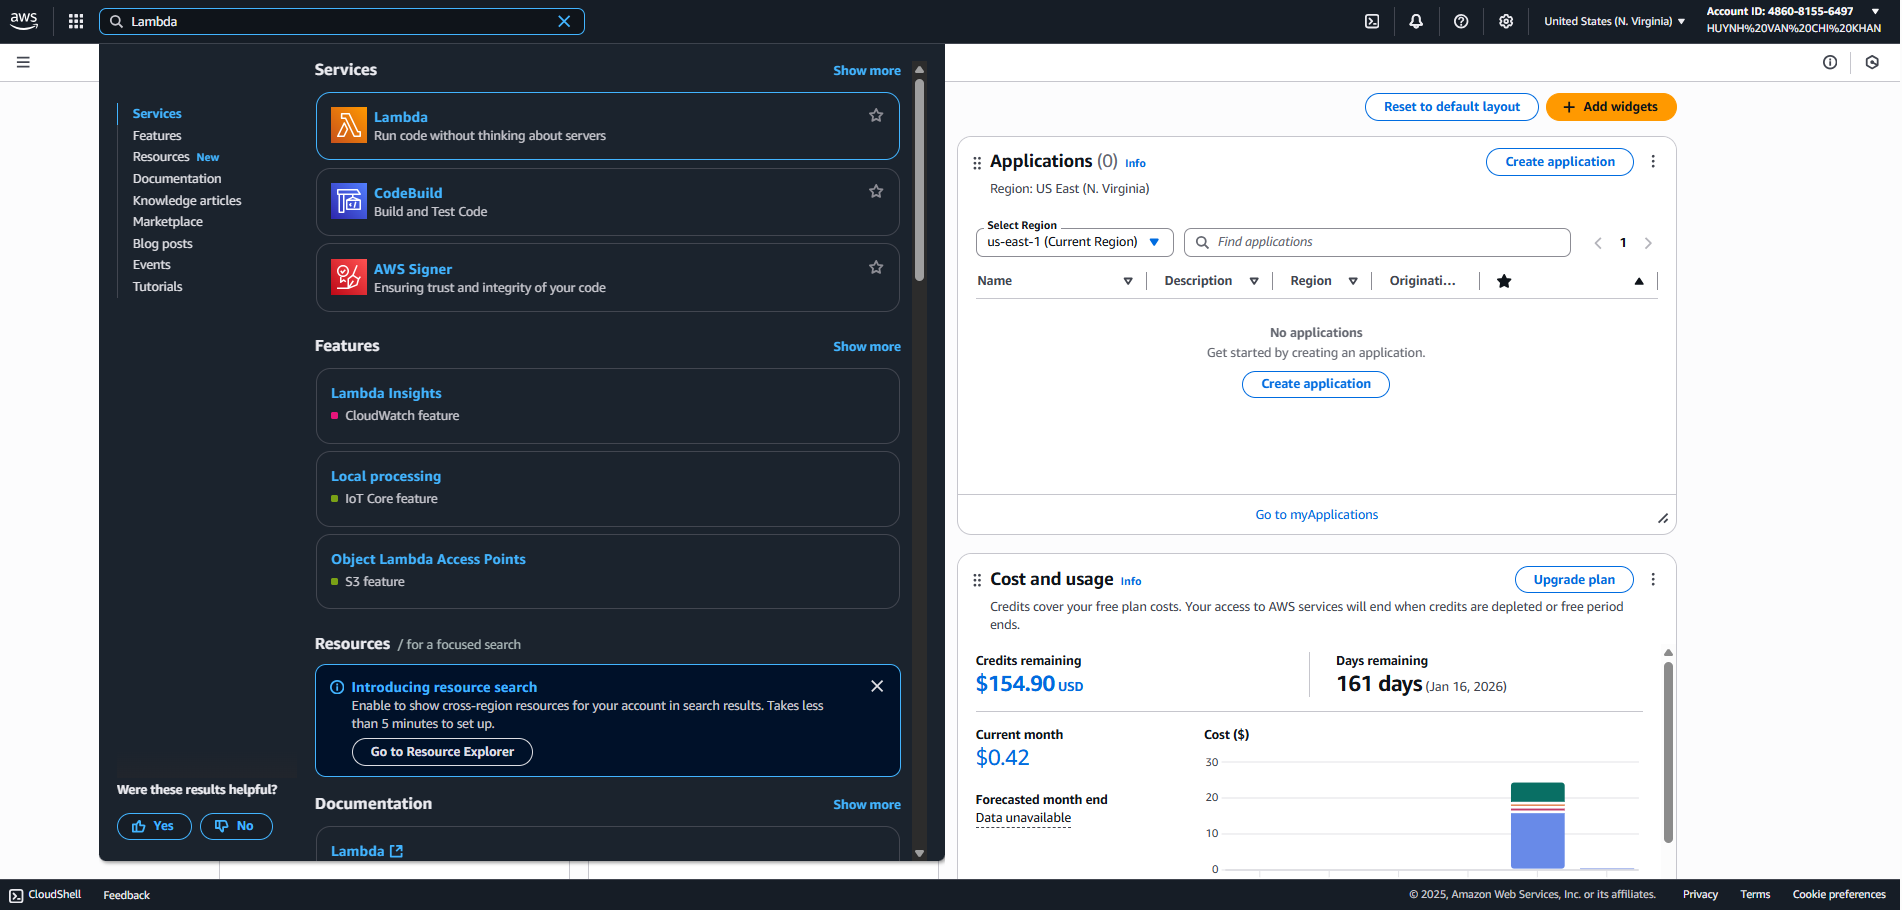 aws
Lambda
United States (N. Virginia)
Account ID: 4860-8155-6497
HUYNH%20VAN%20CHI%20KHAN
Services
Features
Resources New
Documentation
Knowledge articles
Marketplace
Blog posts
Events
Tutorials
Were these results helpful?
Yes
No
Services
Show more
Lambda
Run code without thinking about servers
CodeBuild
Build and Test Code
AWS Signer
Ensuring trust and integrity of your code
Features
Show more
Lambda Insights
CloudWatch feature
Local processing
IoT Core feature
Object Lambda Access Points
S3 feature
Resources / for a focused search
Introducing resource search
Enable to show cross-region resources for your account in search results. Takes less
than 5 minutes to set up.
Go to Resource Explorer
Documentation
Show more
Lambda
Reset to default layout
Add widgets
Applications (0) Info
Create application
Region: US East (N. Virginia)
Select Region
us-east-1 (Current Region)
Find applications
1
Name
Description
Region
Originati...
No applications
Get started by creating an application.
Create application
Go to myApplications
Cost and usage Info
Upgrade plan
Credits cover your free plan costs. Your access to AWS services will end when credits are depleted or free period
ends.
Credits remaining
$154.90 USD
Days remaining
161 days (Jan 16, 2026)
Current month
$0.42
Forecasted month end
Data unavailable
Cost ($)
30
20
10
0
CloudShell
Feedback
© 2025, Amazon Web Services, Inc. or its affiliates.
Privacy
Terms
Cookie preferences